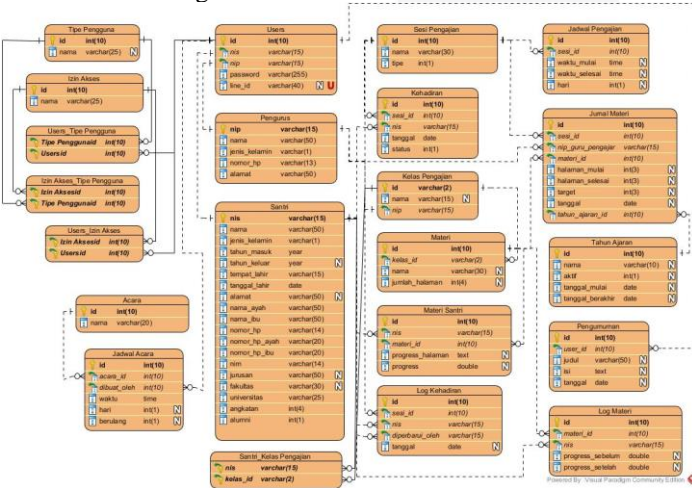 Tipe Pengguna
id int(10)
nama varchar(25) N
Izin Akses
id int(10)
nama varchar(25)
Users_Tipe Pengguna
Tipe Penggunaid int(10)
Usersid int(10)
Izin Akses_Tipe Pengguna
Izin Aksesid int(10)
Tipe Penggunaid int(10)
Users_Izin Akses
Izin Aksesid int(10)
Usersid int(10)
Acara
id int(10)
nama varchar(20)
Jadwal Acara
id int(10)
acara_id int(10)
dibuat_oleh int(10)
waktu time
hari int(1) N
berulang int(1) N
Users
id int(10)
nis varchar(15)
nip varchar(15)
password varchar(255)
line_id varchar(40) N U
Pengurus
nip varchar(15)
nama varchar(50)
jenis_kelamin varchar(1)
nomor_hp varchar(13)
alamat varchar(50)
Santri
nis varchar(15)
nama varchar(50)
jenis_kelamin varchar(1)
tahun_masuk year
tahun_keluar year N
tempat_lahir varchar(15)
tanggal_lahir date
alamat varchar(50) N
nama_ayah varchar(50)
nama_ibu varchar(50)
nomor_hp varchar(14)
nomor_hp_ayah varchar(20)
nomor_hp_ibu varchar(20)
nim varchar(14)
jurusan varchar(50) N
fakultas varchar(30) N
universitas varchar(25)
angkatan int(4)
alumni int(1)
Santri_Kelas Pengajian
nis varchar(15)
kelas_id varchar(2)
Sesi Pengajian
id int(10)
nama varchar(30)
tipe int(1)
Kehadiran
id int(10)
sesi_id int(10)
nis varchar(15)
tanggal date
status int(1)
Kelas Pengajian
id varchar(2)
nama varchar(15) N
nip varchar(15)
Materi
id int(10)
kelas_id varchar(2)
nama varchar(30) N
jumlah_halaman int(4) N
Materi Santri
id int(10)
nis varchar(15)
materi_id int(10)
progress_halaman text N
progress double N
Log Kehadiran
id int(10)
sesi_id int(10)
nis varchar(15)
diperbarui_oleh varchar(15)
tanggal date N
Jadwal Pengajian
id int(10)
sesi_id int(10)
waktu_mulai time N
waktu_selesai time N
hari int(1) N
Jurnal Materi
id int(10)
sesi_id int(10)
nip_guru_pengajar varchar(15)
materi_id int(10)
halaman_mulai int(3) N
halaman_selesai int(3) N
target int(3) N
tanggal date N
tahun_ajaran_id int(10) N
Tahun Ajaran
id int(10)
nama varchar(10) N
aktif int(1) N
tanggal_mulai date N
tanggal_berakhir date N
Pengumuman
id int(10)
user_id int(10)
judul varchar(50) N
isi text N
tanggal date N
Log Materi
id int(10)
materi_id int(10)
nis varchar(15)
progress_sebelum double N
progress_setelah double N
Powered By Visual Paradigm Community Edition